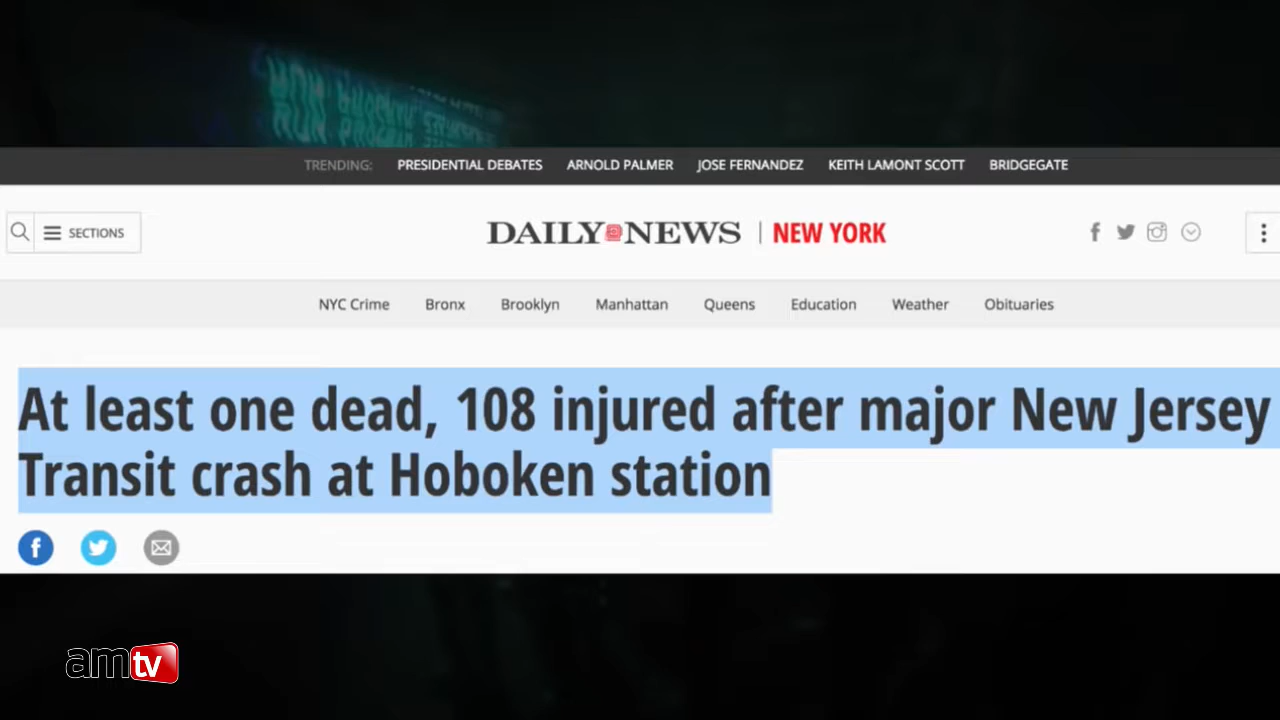 RUN PROGRAM
TRENDING: PRESIDENTIAL DEBATES ARNOLD PALMER JOSE FERNANDEZ KEITH LAMONT SCOTT BRIDGEGATE
SECTIONS
DAILY NEWS | NEW YORK
NYC Crime Bronx Brooklyn Manhattan Queens Education Weather Obituaries
At least one dead, 108 injured after major New Jersey
Transit crash at Hoboken station
amtv